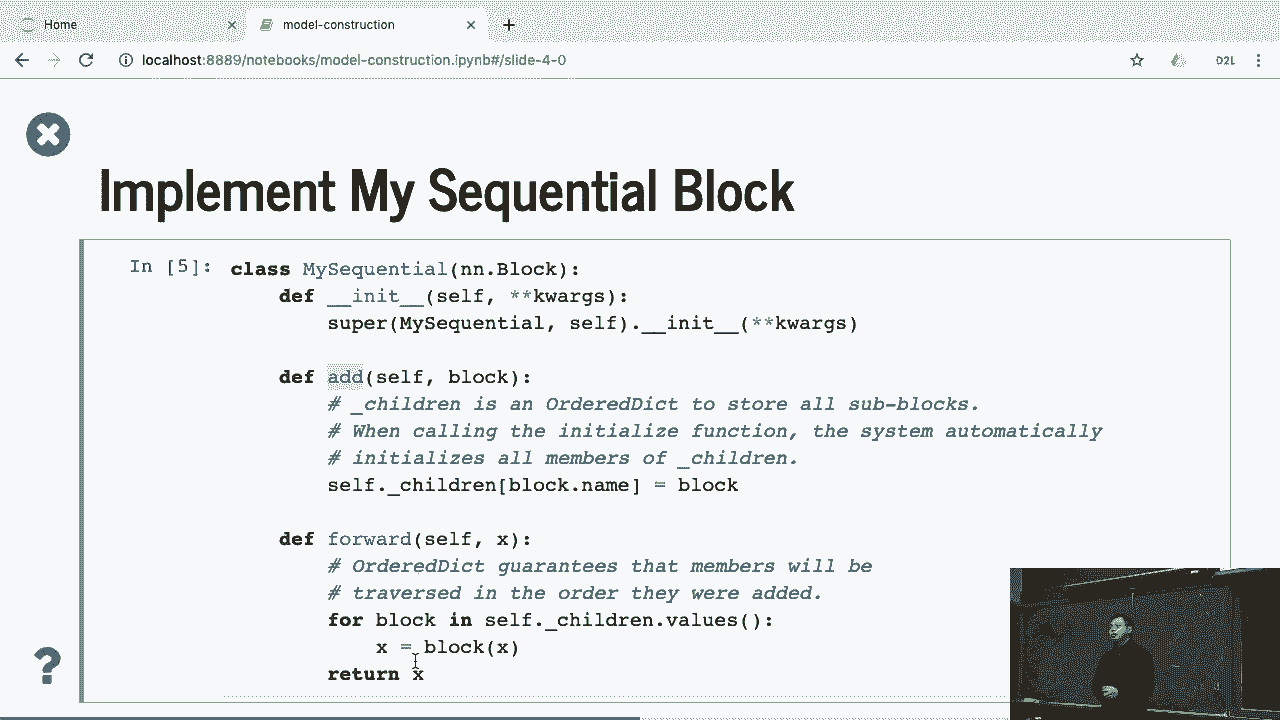 Home
model-construction
localhost:8889/notebooks/model-construction.ipynb#/slide-4-0
D2L
Implement My Sequential Block
In [5]: class MySequential(nn.Block):
def __init__(self, **kwargs):
super(MySequential, self).__init__(**kwargs)
def add(self, block):
# _children is an OrderedDict to store all sub-blocks.
# When calling the initialize function, the system automatically
# initializes all members of _children.
self._children[block.name] = block
def forward(self, x):
# OrderedDict guarantees that members will be
# traversed in the order they were added.
for block in self._children.values():
x = block(x)
return x